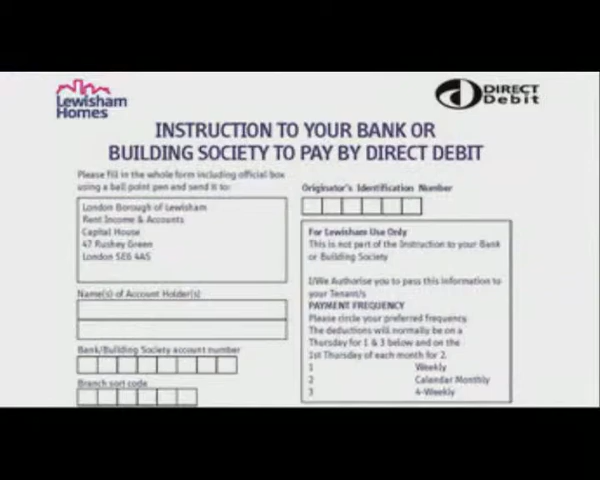 Lewisham
Homes
DIRECT
Debit
INSTRUCTION TO YOUR BANK OR
BUILDING SOCIETY TO PAY BY DIRECT DEBIT
Please fill in the whole form including official box
using a ball point pen and send it to:
London Borough of Lewisham
Rent Income & Accounts
Capital House
47 Rushey Green
London SE6 4AS
Name(s) of Account Holder(s)
Bank/Building Society account number
Branch sort code
Originator's Identification Number
For Lewisham Use Only
This is not part of the Instruction to your Bank
or Building Society
I/We Authorise you to pass this information to
your Tenant/s
PAYMENT FREQUENCY
Please circle your preferred frequency.
The deductions will normally be on a
Thursday for 1 & 3 below and on the
1st Thursday of each month for 2.
1 Weekly
2 Calendar Monthly
3 4-Weekly